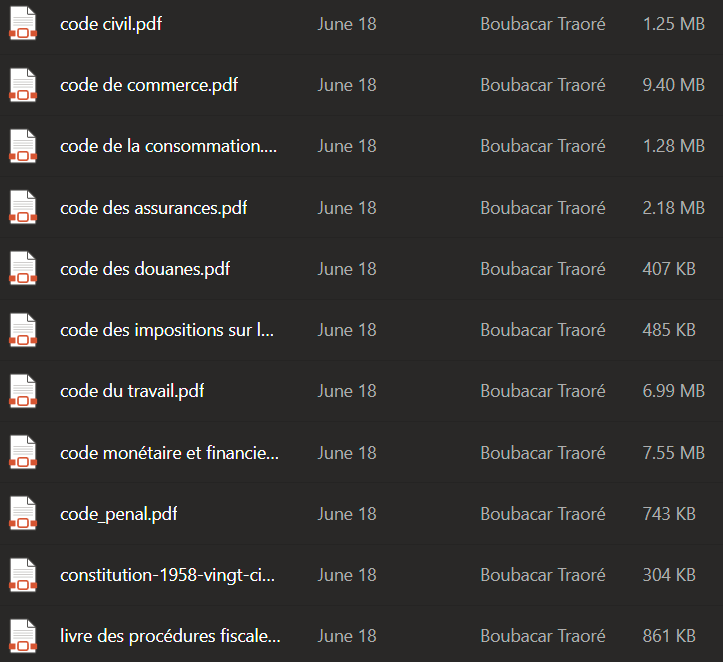 code civil.pdf June 18 Boubacar Traoré 1.25 MB
code de commerce.pdf June 18 Boubacar Traoré 9.40 MB
code de la consommation.... June 18 Boubacar Traoré 1.28 MB
code des assurances.pdf June 18 Boubacar Traoré 2.18 MB
code des douanes.pdf June 18 Boubacar Traoré 407 KB
code des impositions sur l... June 18 Boubacar Traoré 485 KB
code du travail.pdf June 18 Boubacar Traoré 6.99 MB
code monétaire et financie... June 18 Boubacar Traoré 7.55 MB
code_penal.pdf June 18 Boubacar Traoré 743 KB
constitution-1958-vingt-ci... June 18 Boubacar Traoré 304 KB
livre des procédures fiscale... June 18 Boubacar Traoré 861 KB